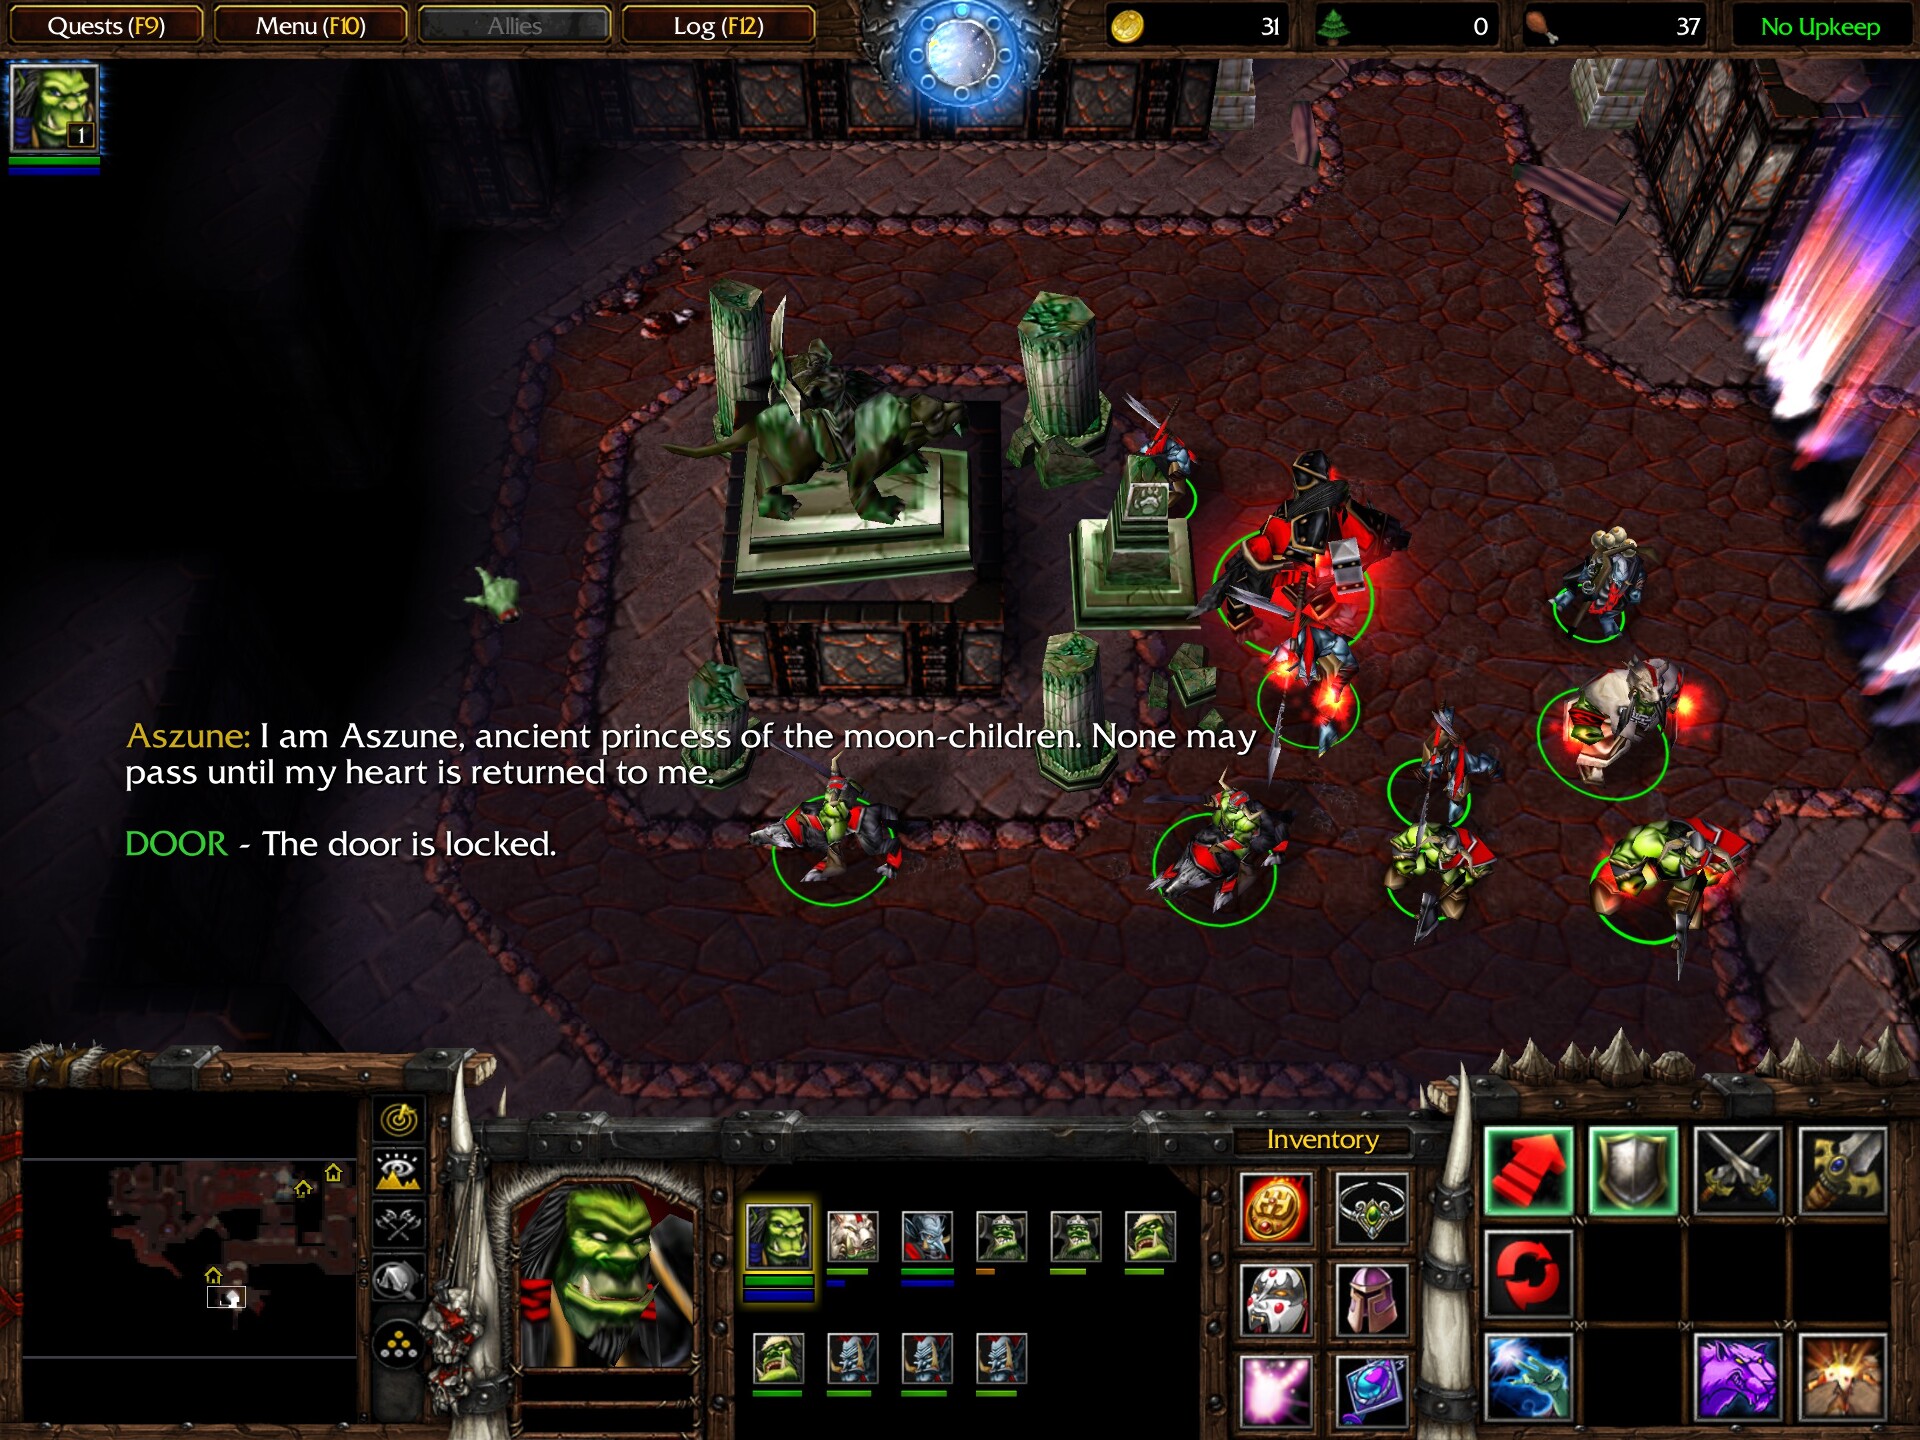 Quests (F9) Menu (F10) Allies Log (F12) 31 0 37 No Upkeep
1
Aszune: I am Aszune, ancient princess of the moon-children. None may
pass until my heart is returned to me.
DOOR - The door is locked.
Inventory
3